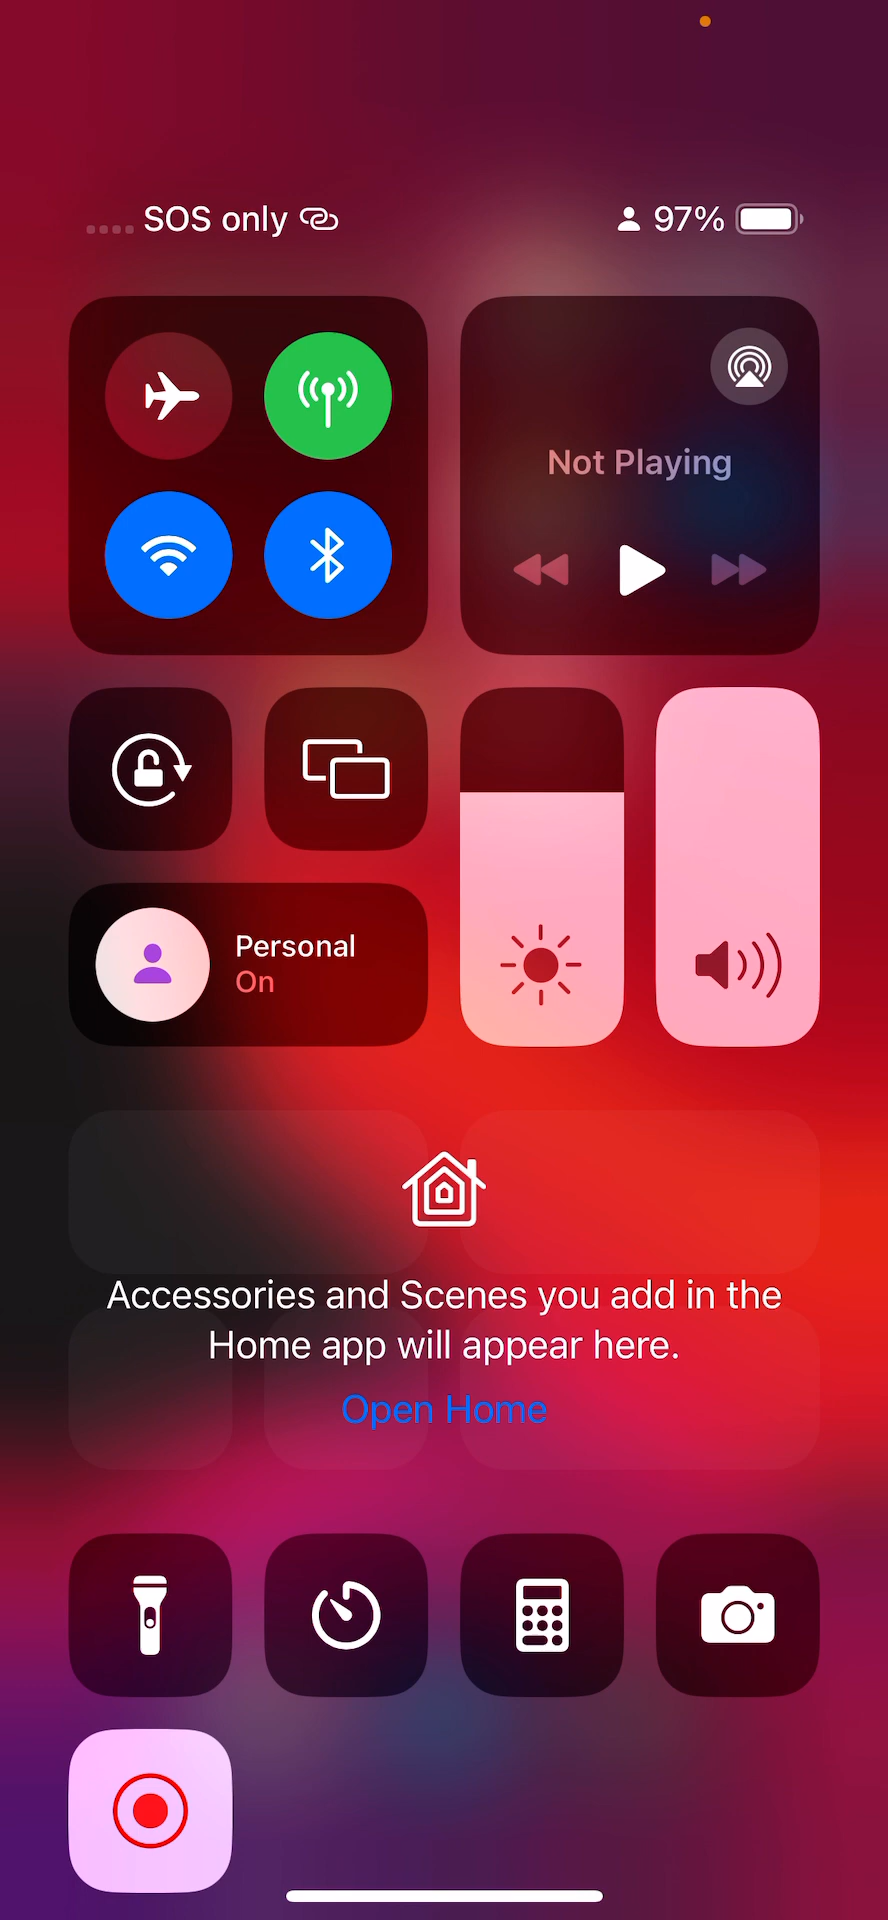 SOS only
97%
Not Playing
Personal
On
Accessories and Scenes you add in the
Home app will appear here.
Open Home